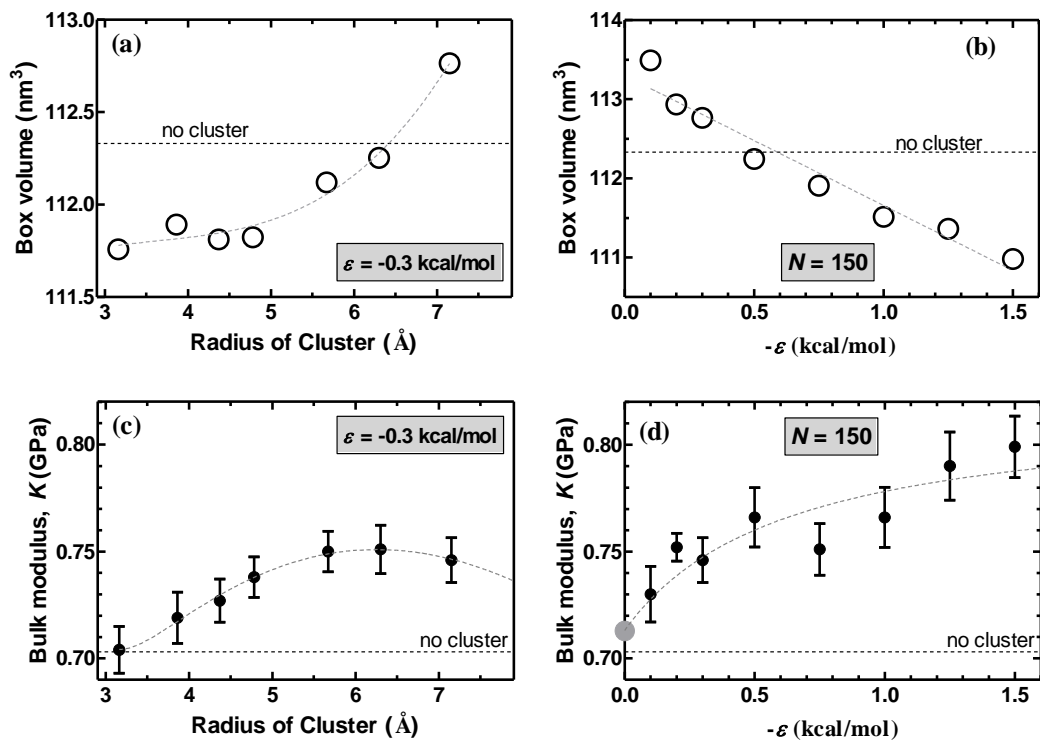 (a)
113.0
112.5
112.0
111.5
Box volume (nm³)
no cluster
ε = -0.3 kcal/mol
3 4 5 6 7
Radius of Cluster (Å)
(b)
114
113
112
111
Box volume (nm³)
no cluster
N = 150
0.0 0.5 1.0 1.5
-ε (kcal/mol)
(c)
0.80
0.75
0.70
Bulk modulus, K (GPa)
ε = -0.3 kcal/mol
no cluster
3 4 5 6 7
Radius of Cluster (Å)
(d)
0.80
0.75
0.70
Bulk modulus, K (GPa)
N = 150
no cluster
0.0 0.5 1.0 1.5
-ε (kcal/mol)